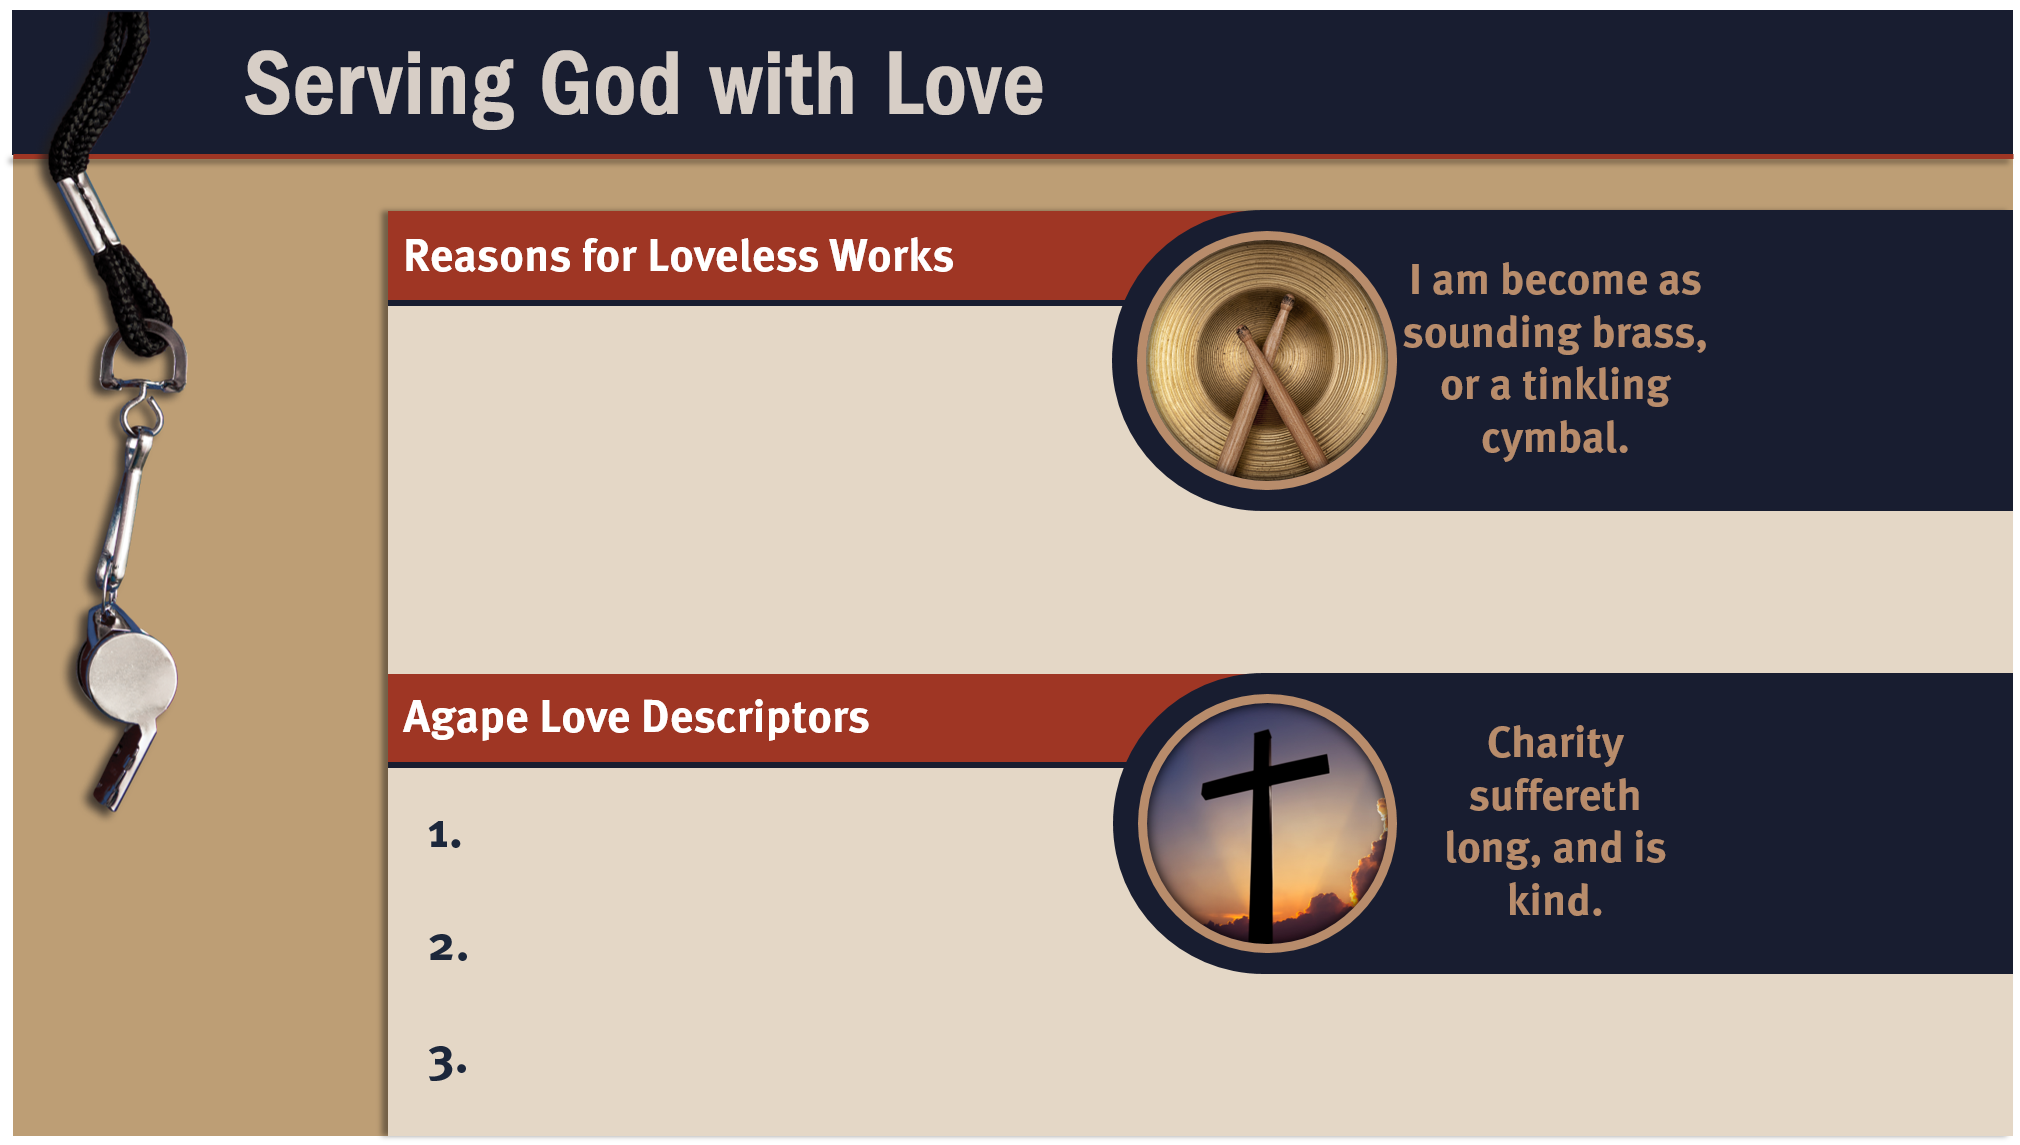 Serving God with Love
Reasons for Loveless Works
I am become as
sounding brass,
or a tinkling
cymbal.
Agape Love Descriptors
Charity
suffereth
long, and is
kind.
1.
2.
3.